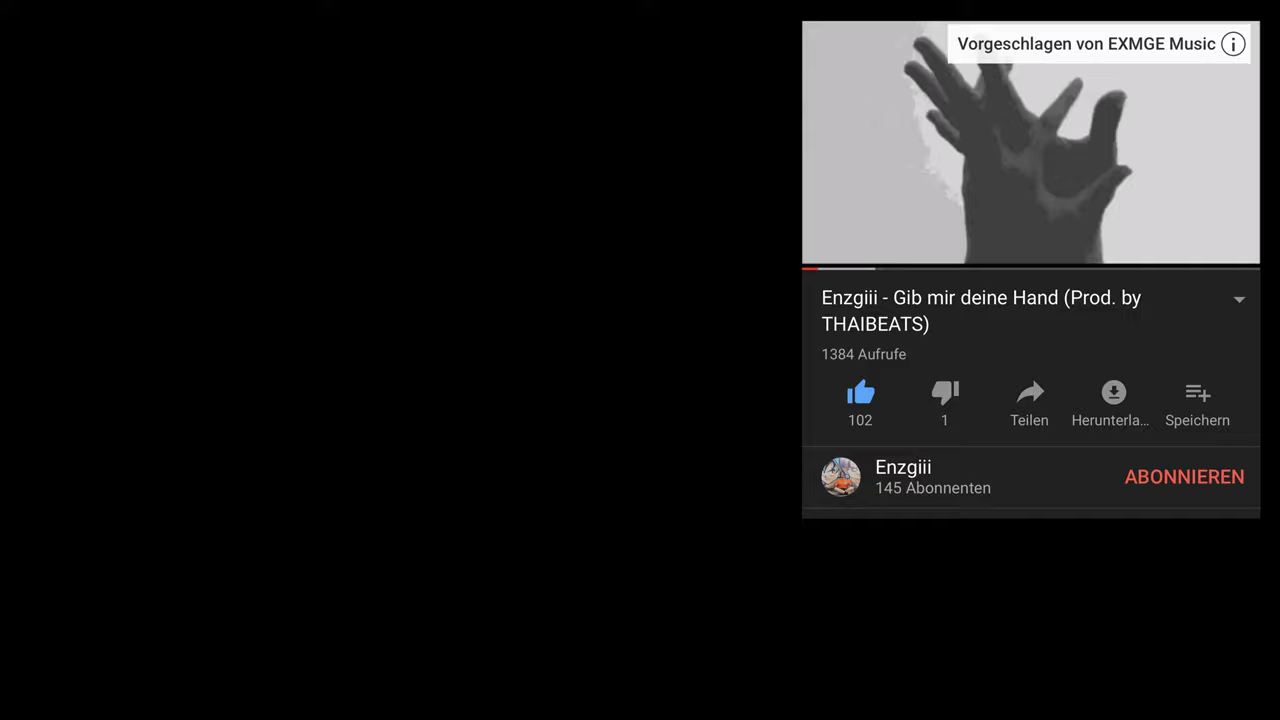 Vorgeschlagen von EXMGE Music
Enzgiii - Gib mir deine Hand (Prod. by
THAIBEATS)
1384 Aufrufe
102 1 Teilen Herunterla... Speichern
Enzgiii
145 Abonnenten
ABONNIEREN